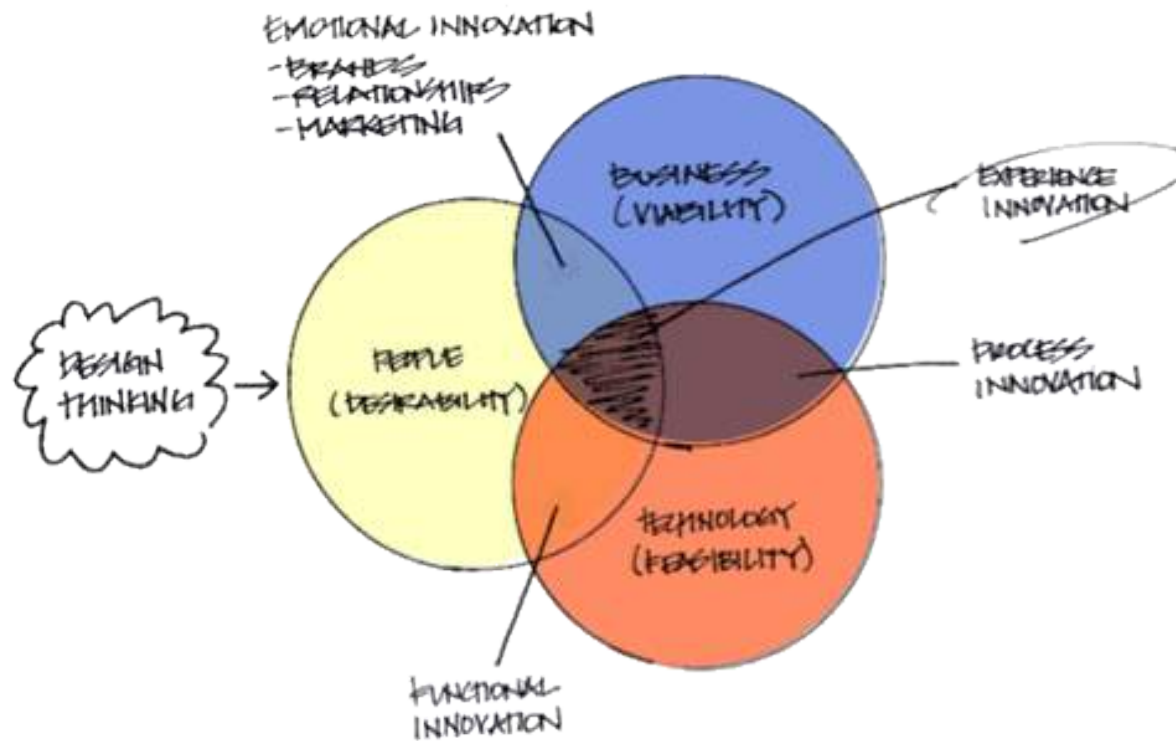 EMOTIONAL INNOVATION
-BRANDS
-RELATIONSHIPS
-MARKETING
BUSINESS
(VIABILITY)
EXPERIENCE
INNOVATION
DESIGN
THINKING
PEOPLE
(DESIRABILITY)
PROCESS
INNOVATION
TECHNOLOGY
(FEASIBILITY)
FUNCTIONAL
INNOVATION